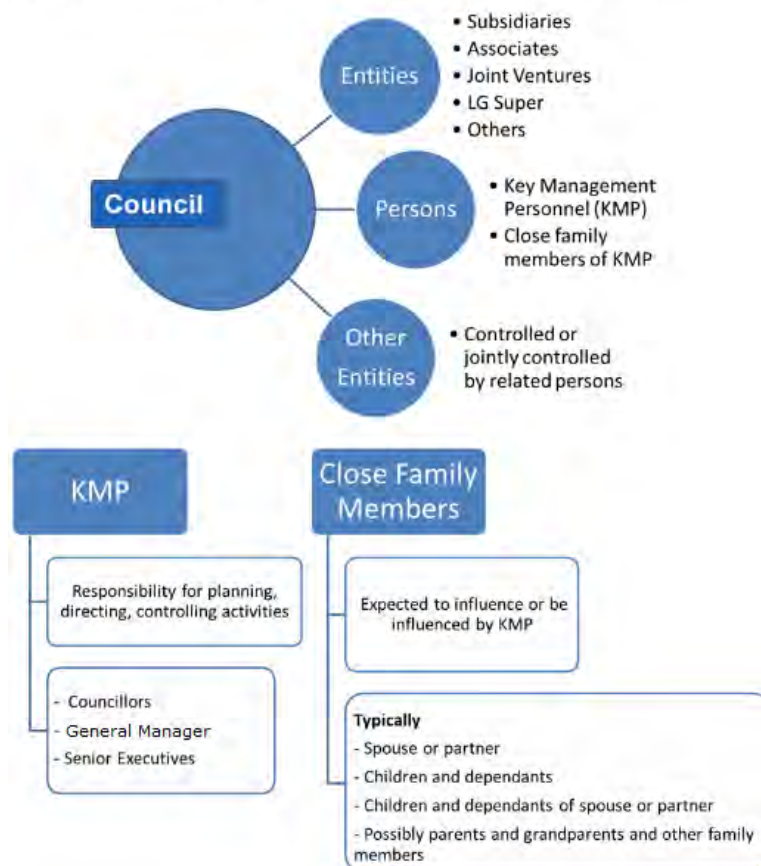 • Subsidiaries
• Associates
• Joint Ventures
• LG Super
• Others
Entities
Council
Persons
• Key Management
Personnel (KMP)
• Close family
members of KMP
Other
Entities
• Controlled or
jointly controlled
by related persons
KMP
Responsibility for planning,
directing, controlling activities
- Councillors
- General Manager
- Senior Executives
Close Family
Members
Expected to influence or be
influenced by KMP
Typically
- Spouse or partner
- Children and dependants
- Children and dependants of spouse or partner
- Possibly parents and grandparents and other family
members